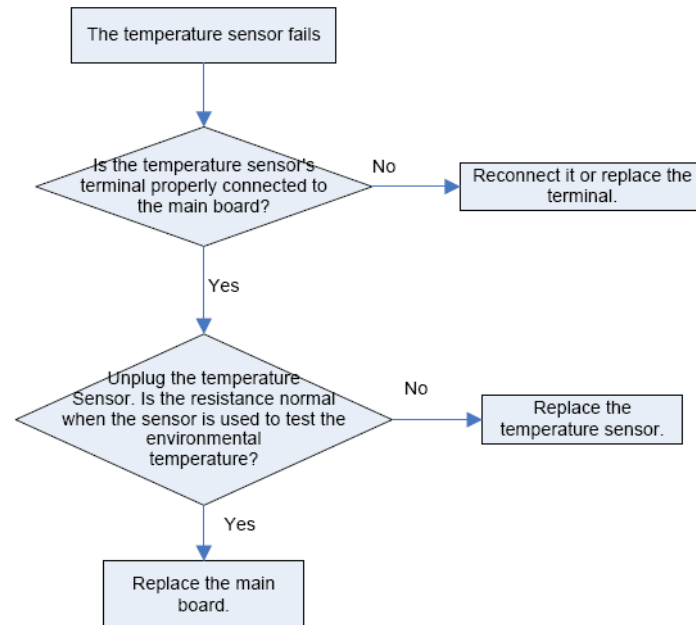 The temperature sensor fails
Is the temperature sensor's
terminal properly connected to
the main board?
No
Reconnect it or replace the
terminal.
Yes
Unplug the temperature
Sensor. Is the resistance normal
when the sensor is used to test the
environmental
temperature?
No
Replace the
temperature sensor.
Yes
Replace the main
board.